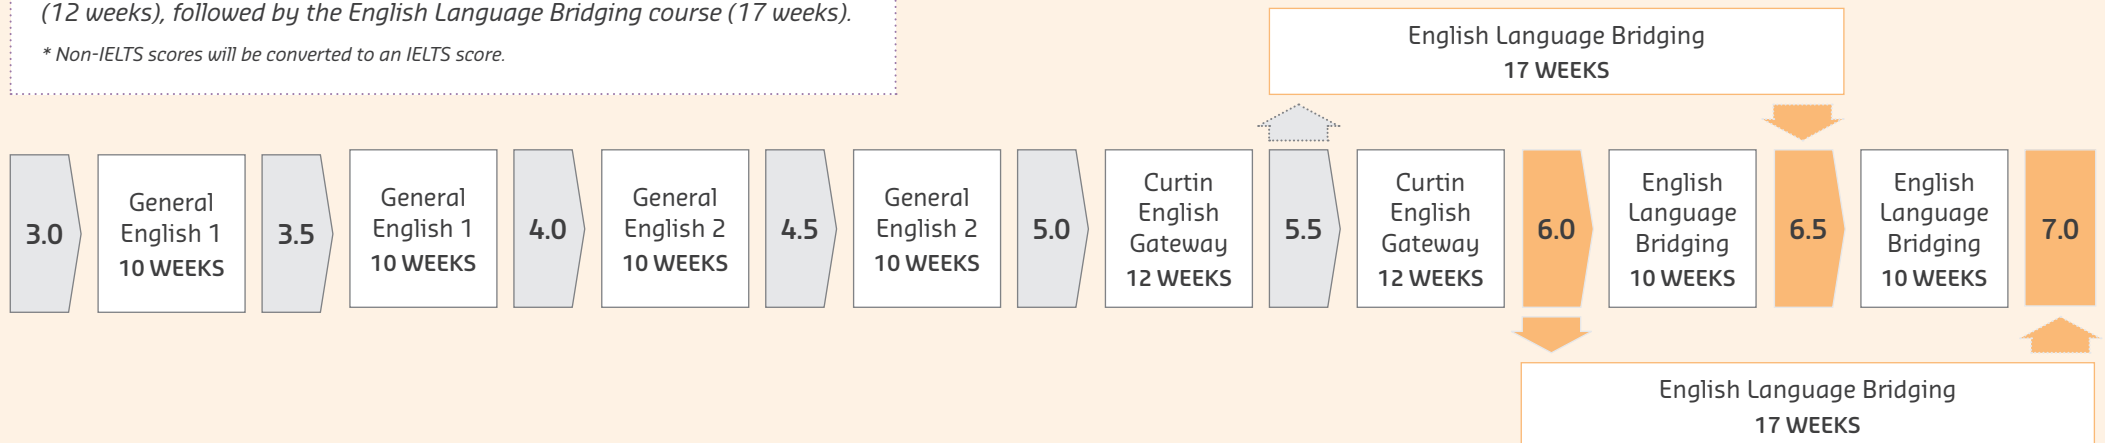 (12 weeks), followed by the English Language Bridging course (17 weeks).
* Non-IELTS scores will be converted to an IELTS score.
English Language Bridging
17 WEEKS
3.0
General
English 1
10 WEEKS
3.5
General
English 1
10 WEEKS
4.0
General
English 2
10 WEEKS
4.5
General
English 2
10 WEEKS
5.0
Curtin
English
Gateway
12 WEEKS
5.5
Curtin
English
Gateway
12 WEEKS
6.0
English
Language
Bridging
10 WEEKS
6.5
English
Language
Bridging
10 WEEKS
7.0
English Language Bridging
17 WEEKS